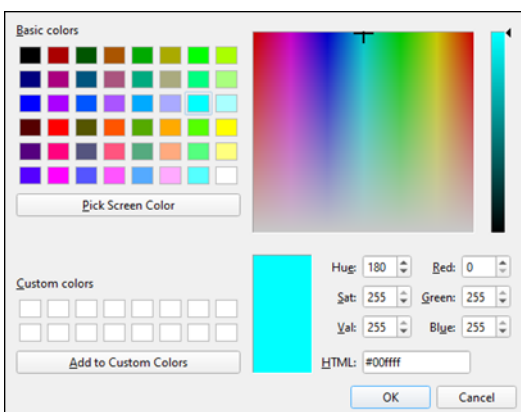 Basic colors
Pick Screen Color
Custom colors
Add to Custom Colors
Hue: 180 Red: 0
Sat: 255 Green: 255
Val: 255 Blue: 255
HTML: #00ffff
OK Cancel